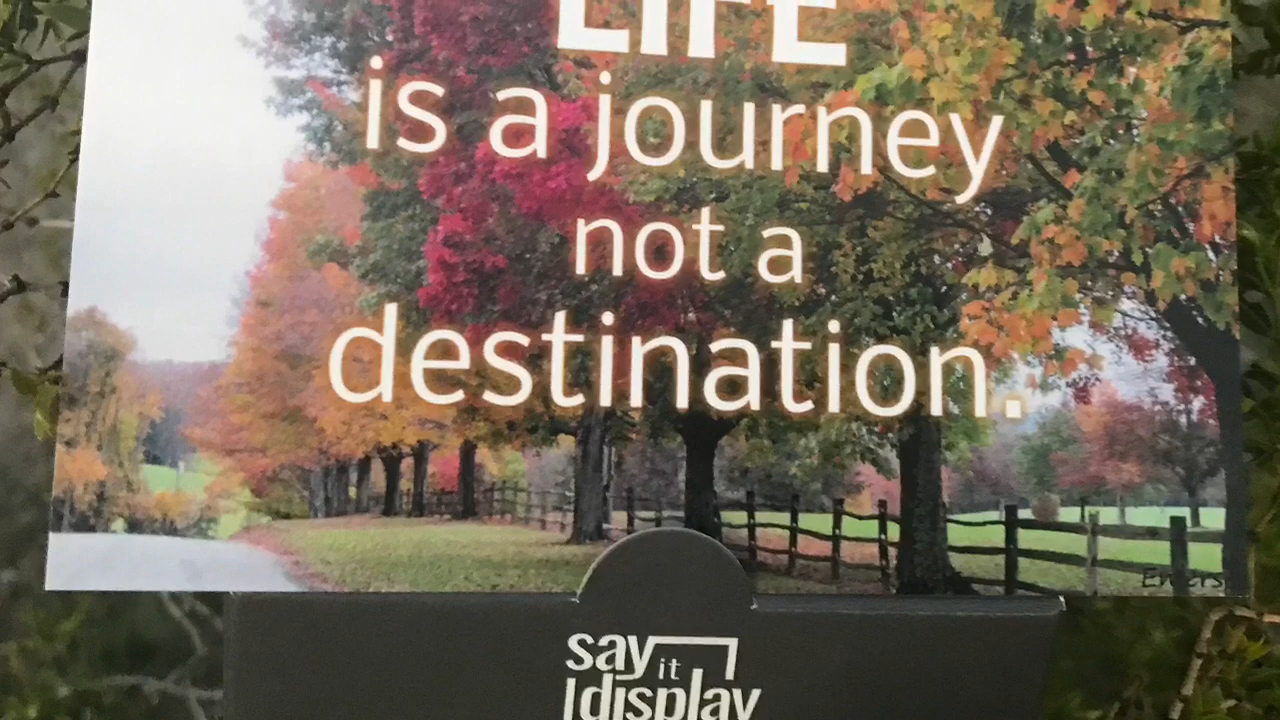 LIFE
is a journey
not a
destination.
say it
display